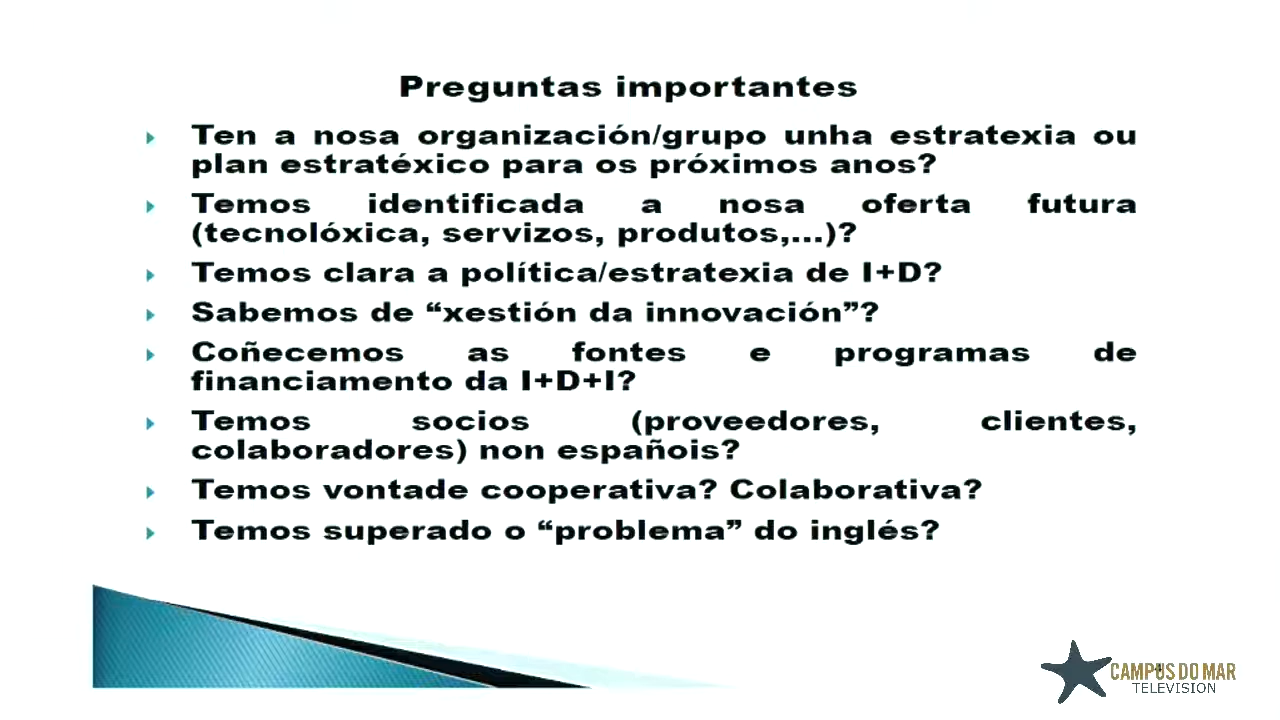 Preguntas importantes
Ten a nosa organización/grupo unha estratexia ou
plan estratéxico para os próximos anos?
Temos identificada a nosa oferta futura
(tecnolóxica, servizos, produtos,...)?
Temos clara a política/estratexia de I+D?
Sabemos de “xestión da innovación”?
Coñecemos as fontes e programas de
financiamento da I+D+I?
Temos socios (proveedores, clientes,
colaboradores) non españois?
Temos vontade cooperativa? Colaborativa?
Temos superado o “problema” do inglés?
CAMPUS DO MAR
TELEVISION